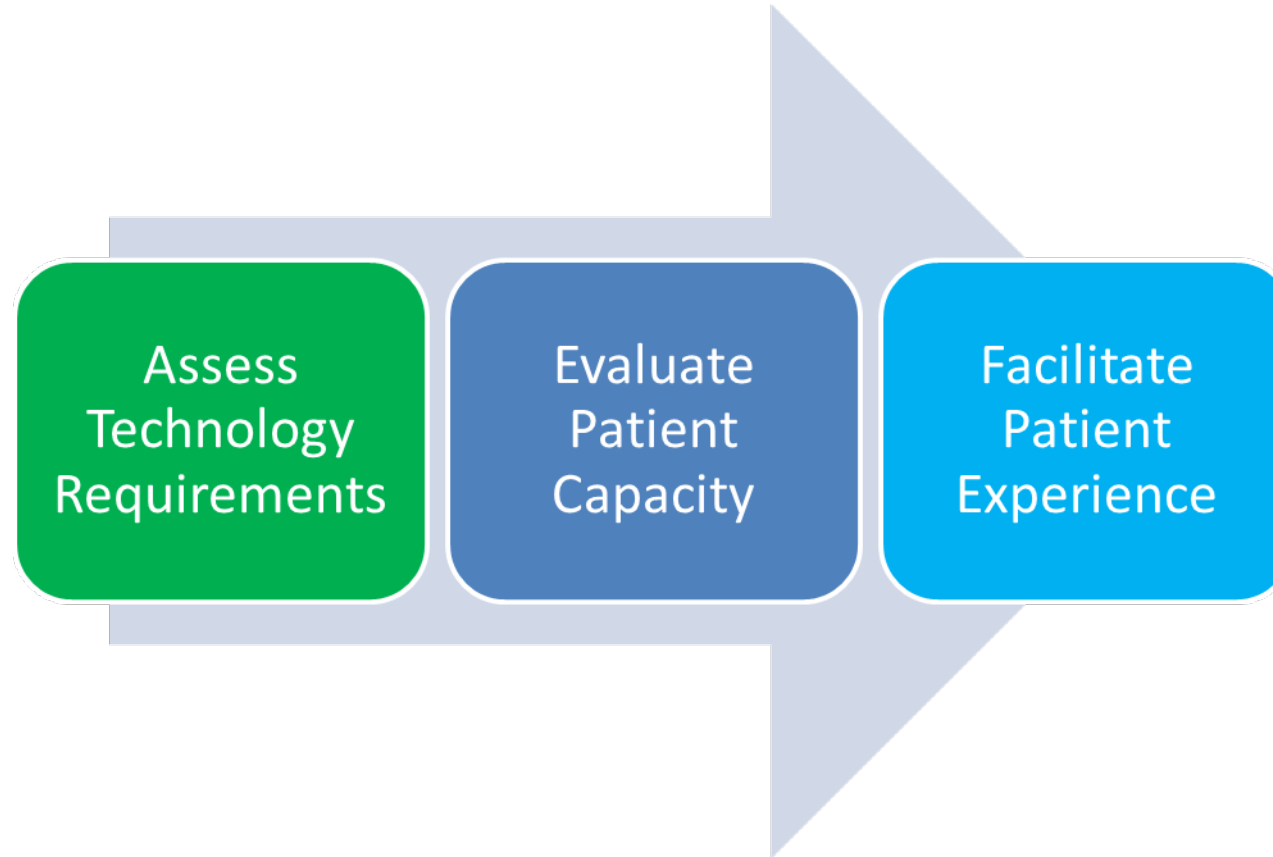 Assess
Technology
Requirements
Evaluate
Patient
Capacity
Facilitate
Patient
Experience